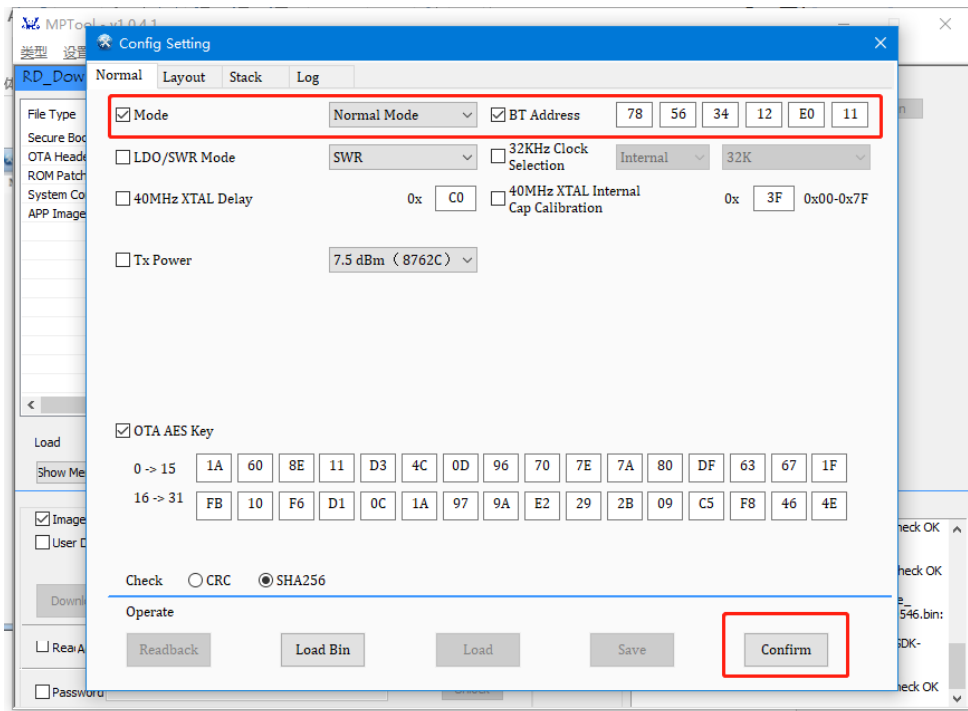 MPTool - v1.0.4.1
类型
Config Setting
RD_Dow
Normal Layout Stack Log
File Type
Mode Normal Mode BT Address 78 56 34 12 E0 11
Secure Boo
OTA Heade
LDO/SWR Mode SWR 32KHz Clock Selection Internal 32K
ROM Patch
System Co
40MHz XTAL Delay 0x C0 40MHz XTAL Internal Cap Calibration 0x 3F 0x00-0x7F
APP Image
Tx Power 7.5 dBm（8762C）
Load
OTA AES Key
Show Me
0 -> 15 1A 60 8E 11 D3 4C 0D 96 70 7E 7A 80 DF 63 67 1F
16 -> 31 FB 10 F6 D1 0C 1A 97 9A E2 29 2B 09 C5 F8 46 4E
Image
User D
heck OK
heck OK
Check CRC SHA256
Downl
Operate
546.bin:
Rea
Readback Load Bin Load Save Confirm
SDK-
Password
heck OK